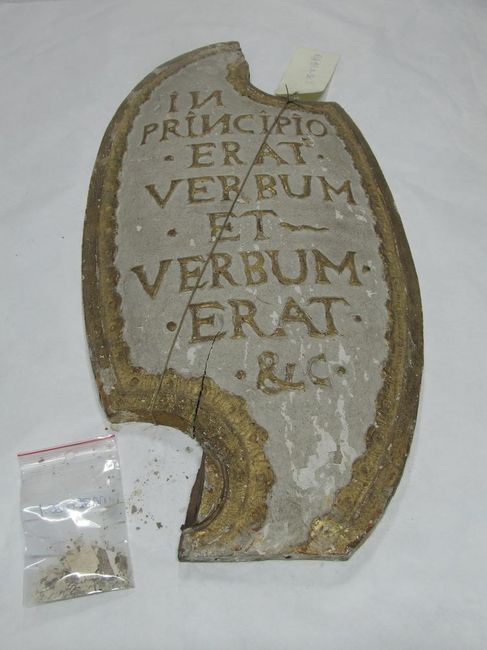 IN
PRINCIPIO
· ERAT ·
VERBUM
· ET ~
VERBUM ·
· ERAT ·
· &C ·